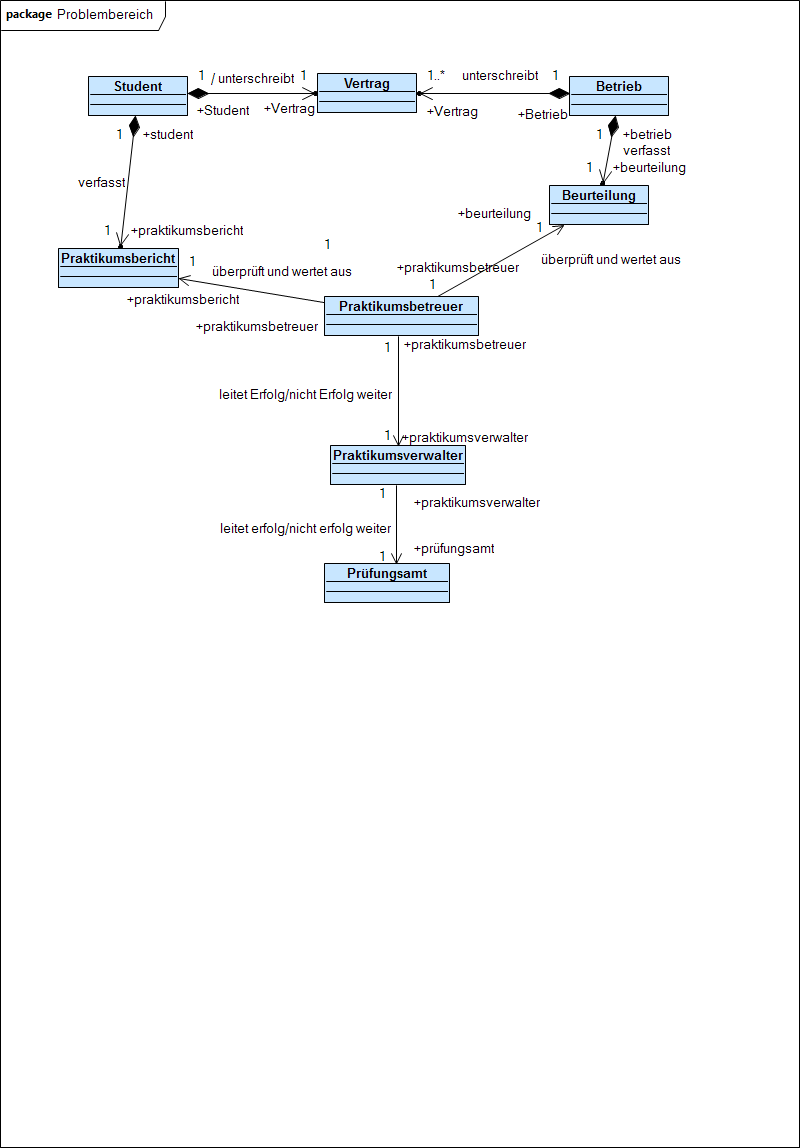 package Problembereich
Student
1
/ unterschreibt
1
Vertrag
1..*
unterschreibt
1
Betrieb
+Student
+Vertrag
+Vertrag
+Betrieb
1
+student
1
+betrieb
verfasst
verfasst
1
+beurteilung
Beurteilung
+beurteilung
1
1
+praktikumsbericht
Praktikumsbericht
1
1
überprüft und wertet aus
überprüft und wertet aus
+praktikumsbetreuer
1
+praktikumsbericht
Praktikumsbetreuer
+praktikumsbetreuer
1
+praktikumsbetreuer
leitet Erfolg/nicht Erfolg weiter
1
+praktikumsverwalter
Praktikumsverwalter
1
+praktikumsverwalter
leitet erfolg/nicht erfolg weiter
1
+prüfungsamt
Prüfungsamt